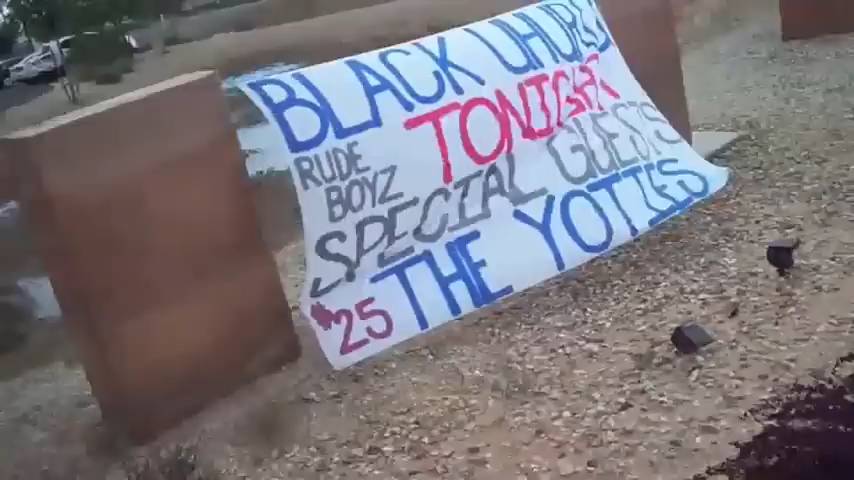 BLACK UHURU
TONIGHT
RUDE BOYZ
SPECIAL GUESTS
$25 THE YOTIES